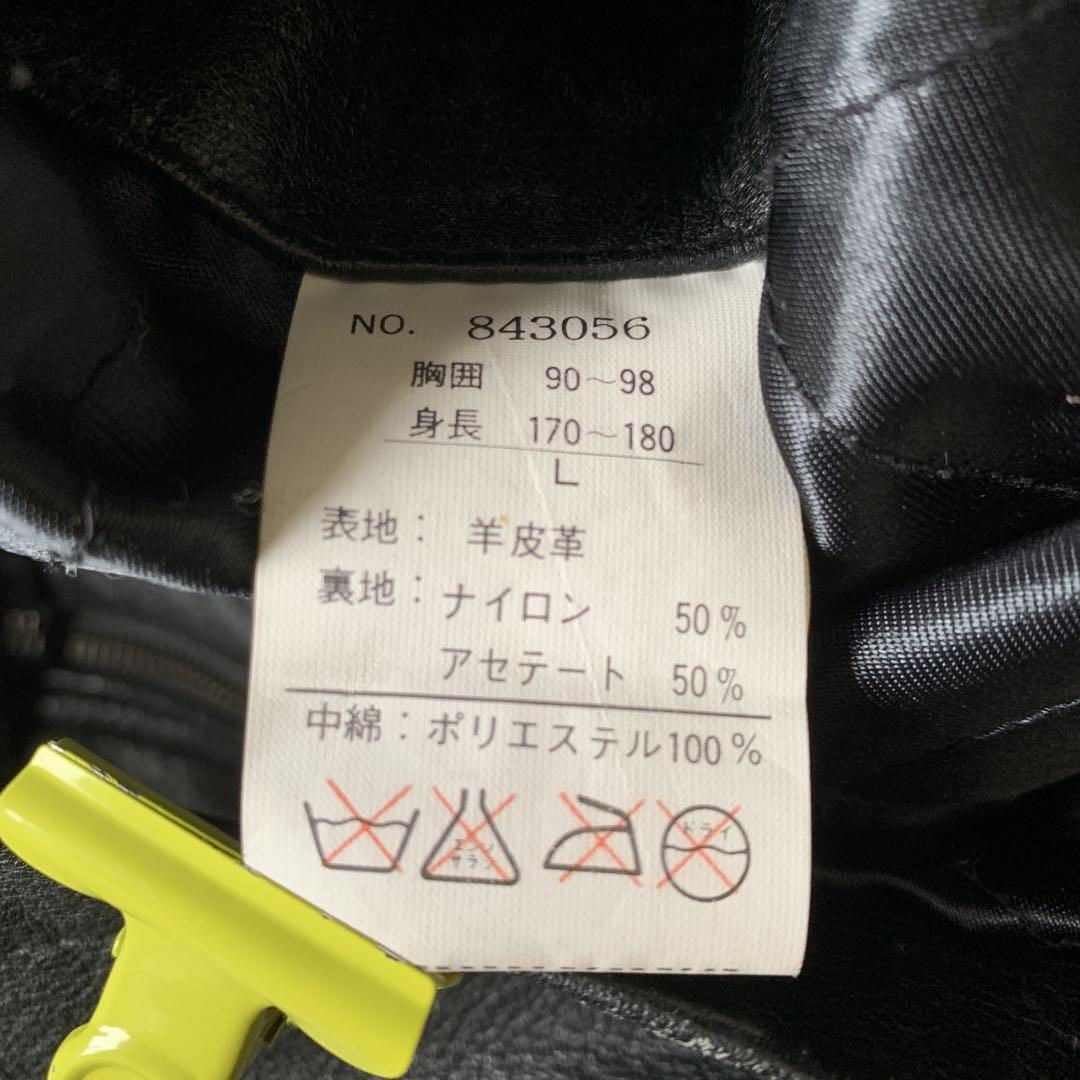 NO. 843056
胸囲 90～98
身長 170～180
L
表地： 羊皮革
裏地：ナイロン 50%
アセテート 50%
中綿：ポリエステル100%
エンソ
サラシ
ドライ